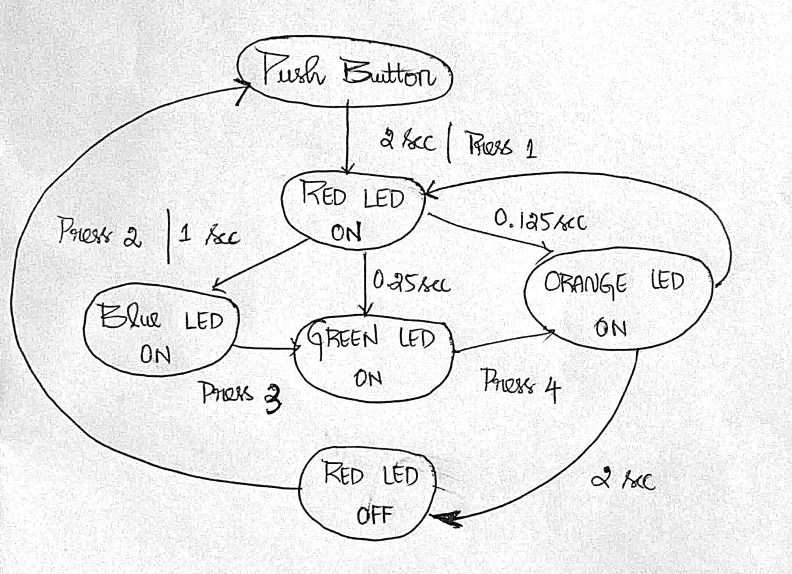 Push Button
2 sec | Press 1
RED LED
ON
0.125 sec
Press 2 | 1 sec
0.25 sec
ORANGE LED
ON
Blue LED
ON
GREEN LED
ON
Press 3
Press 4
RED LED
OFF
2 sec